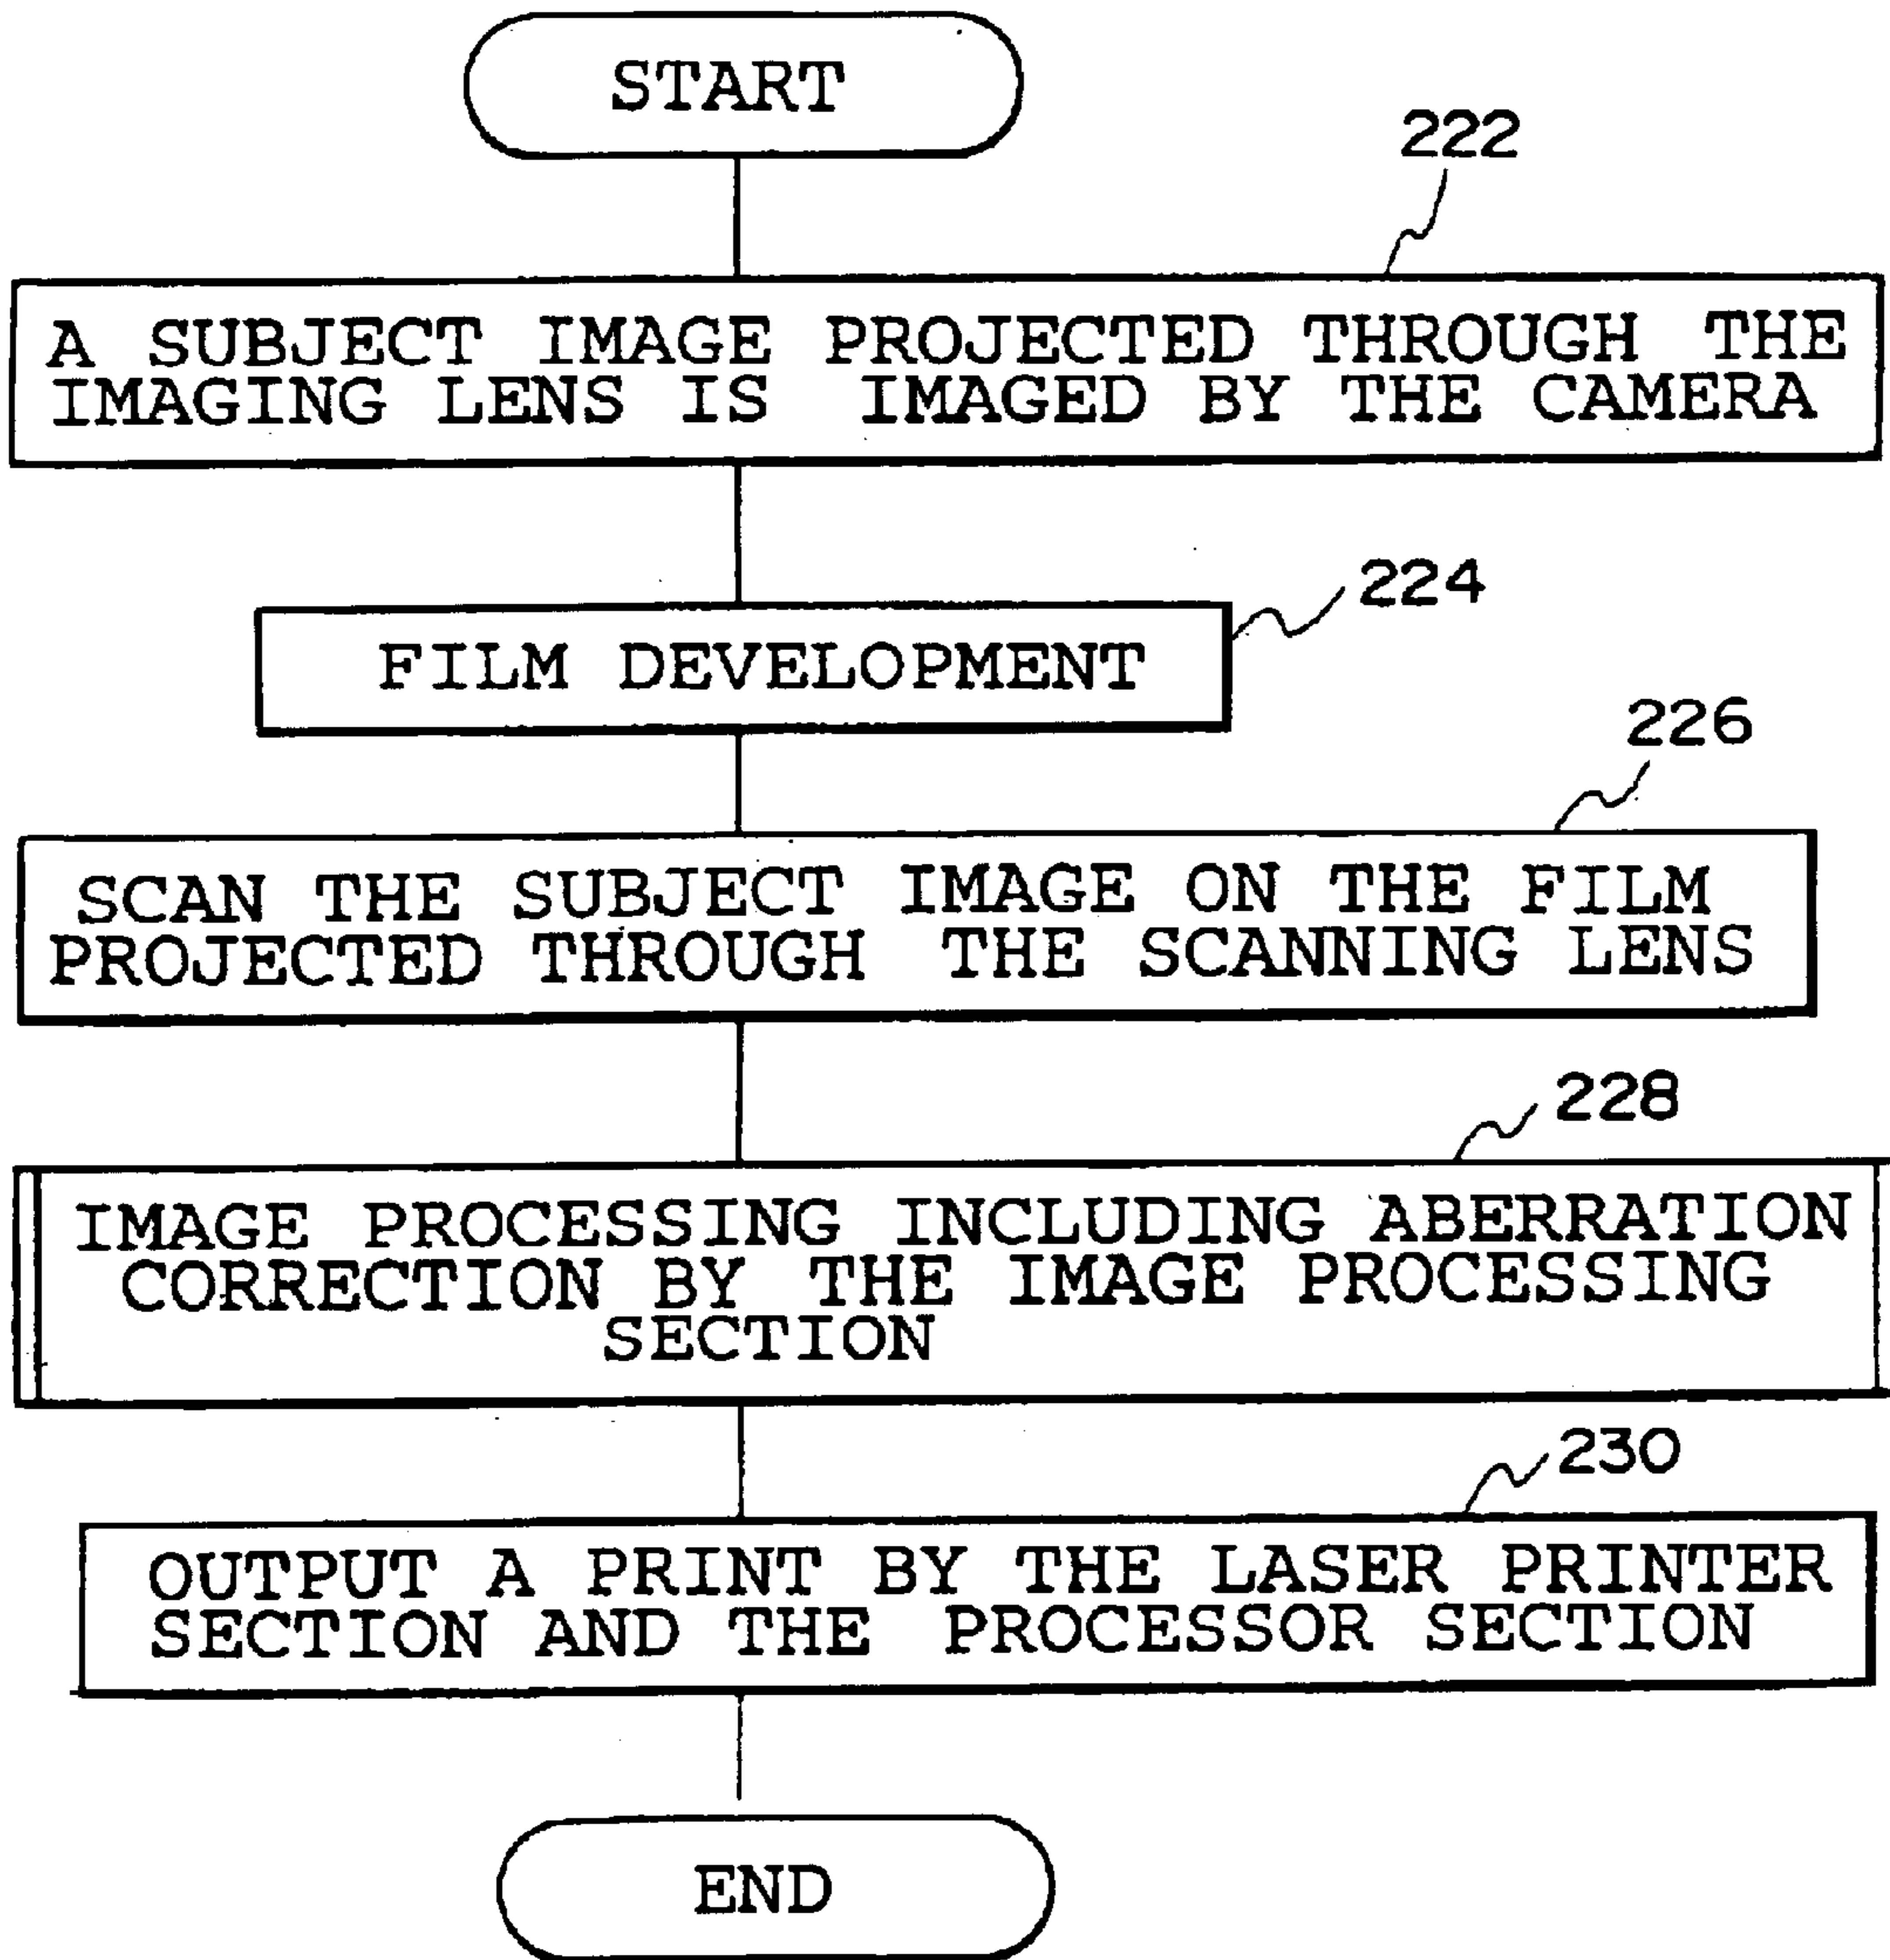 START
222
A SUBJECT IMAGE PROJECTED THROUGH THE
IMAGING LENS IS IMAGED BY THE CAMERA
224
FILM DEVELOPMENT
226
SCAN THE SUBJECT IMAGE ON THE FILM
PROJECTED THROUGH THE SCANNING LENS
228
IMAGE PROCESSING INCLUDING ABERRATION
CORRECTION BY THE IMAGE PROCESSING
SECTION
230
OUTPUT A PRINT BY THE LASER PRINTER
SECTION AND THE PROCESSOR SECTION
END